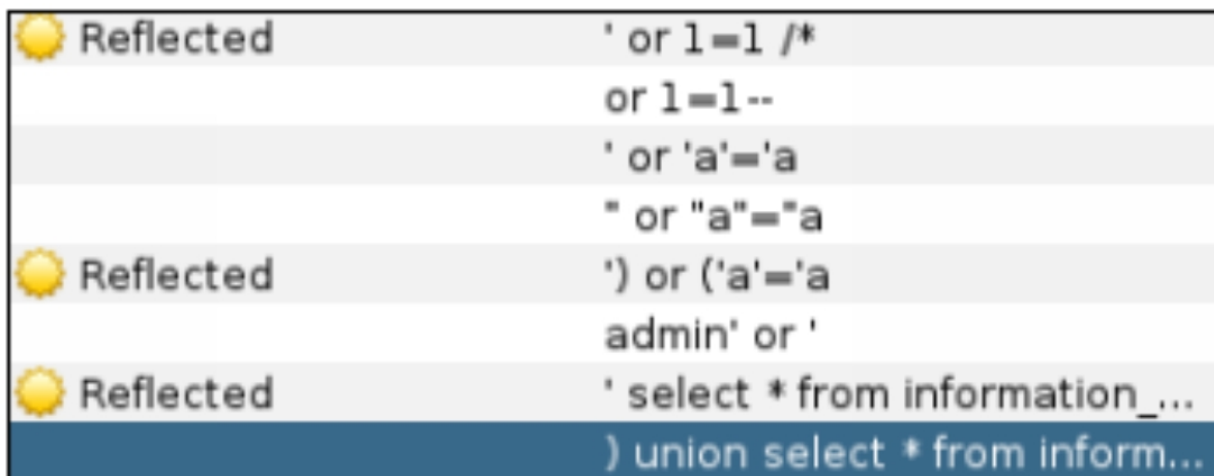 Reflected ' or 1=1 /*
or 1=1--
' or 'a'='a
" or "a"="a
Reflected ') or ('a'='a
admin' or '
Reflected ' select * from information_...
) union select * from inform...